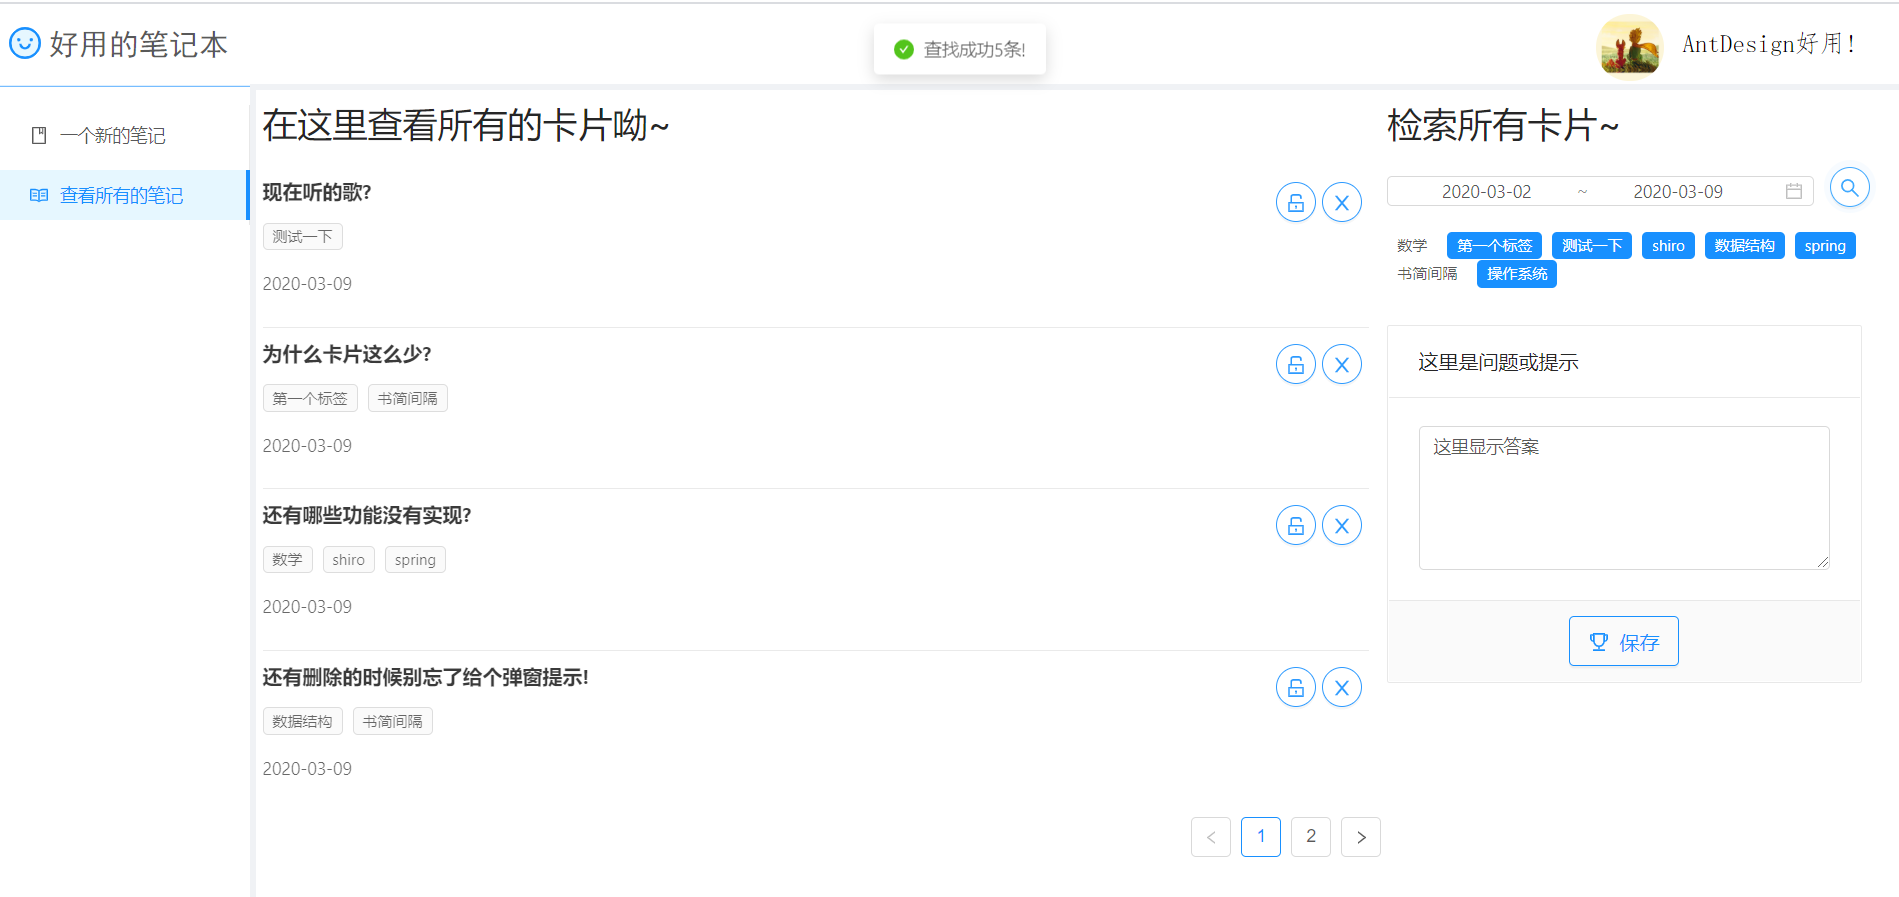 好用的笔记本
查找成功5条!
AntDesign好用!
一个新的笔记
查看所有的笔记
在这里查看所有的卡片呦~
现在听的歌?
测试一下
2020-03-09
为什么卡片这么少?
第一个标签 书简间隔
2020-03-09
还有哪些功能没有实现?
数学 shiro spring
2020-03-09
还有删除的时候别忘了给个弹窗提示!
数据结构 书简间隔
2020-03-09
< 1 2 >
检索所有卡片~
2020-03-02 ~ 2020-03-09
数学 第一个标签 测试一下 shiro 数据结构 spring
书简间隔 操作系统
这里是问题或提示
这里显示答案
保存